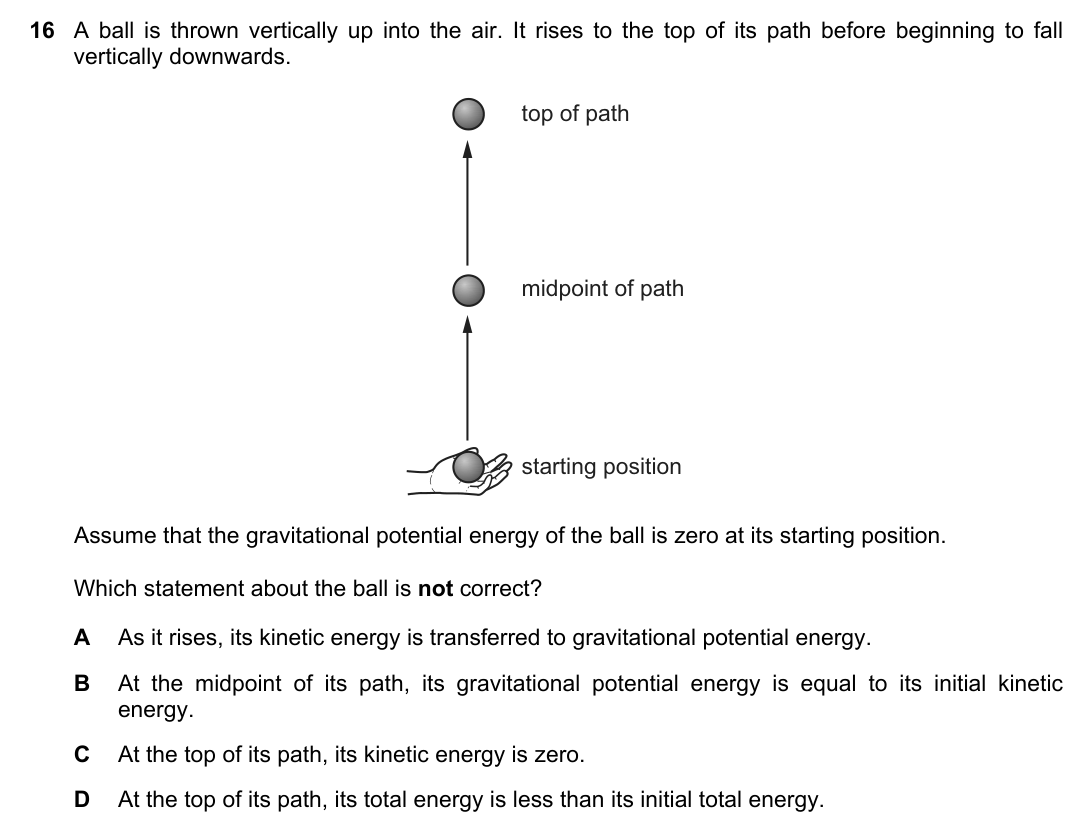 16 A ball is thrown vertically up into the air. It rises to the top of its path before beginning to fall
vertically downwards.
top of path
midpoint of path
starting position
Assume that the gravitational potential energy of the ball is zero at its starting position.
Which statement about the ball is not correct?
A As it rises, its kinetic energy is transferred to gravitational potential energy.
B At the midpoint of its path, its gravitational potential energy is equal to its initial kinetic
energy.
C At the top of its path, its kinetic energy is zero.
D At the top of its path, its total energy is less than its initial total energy.